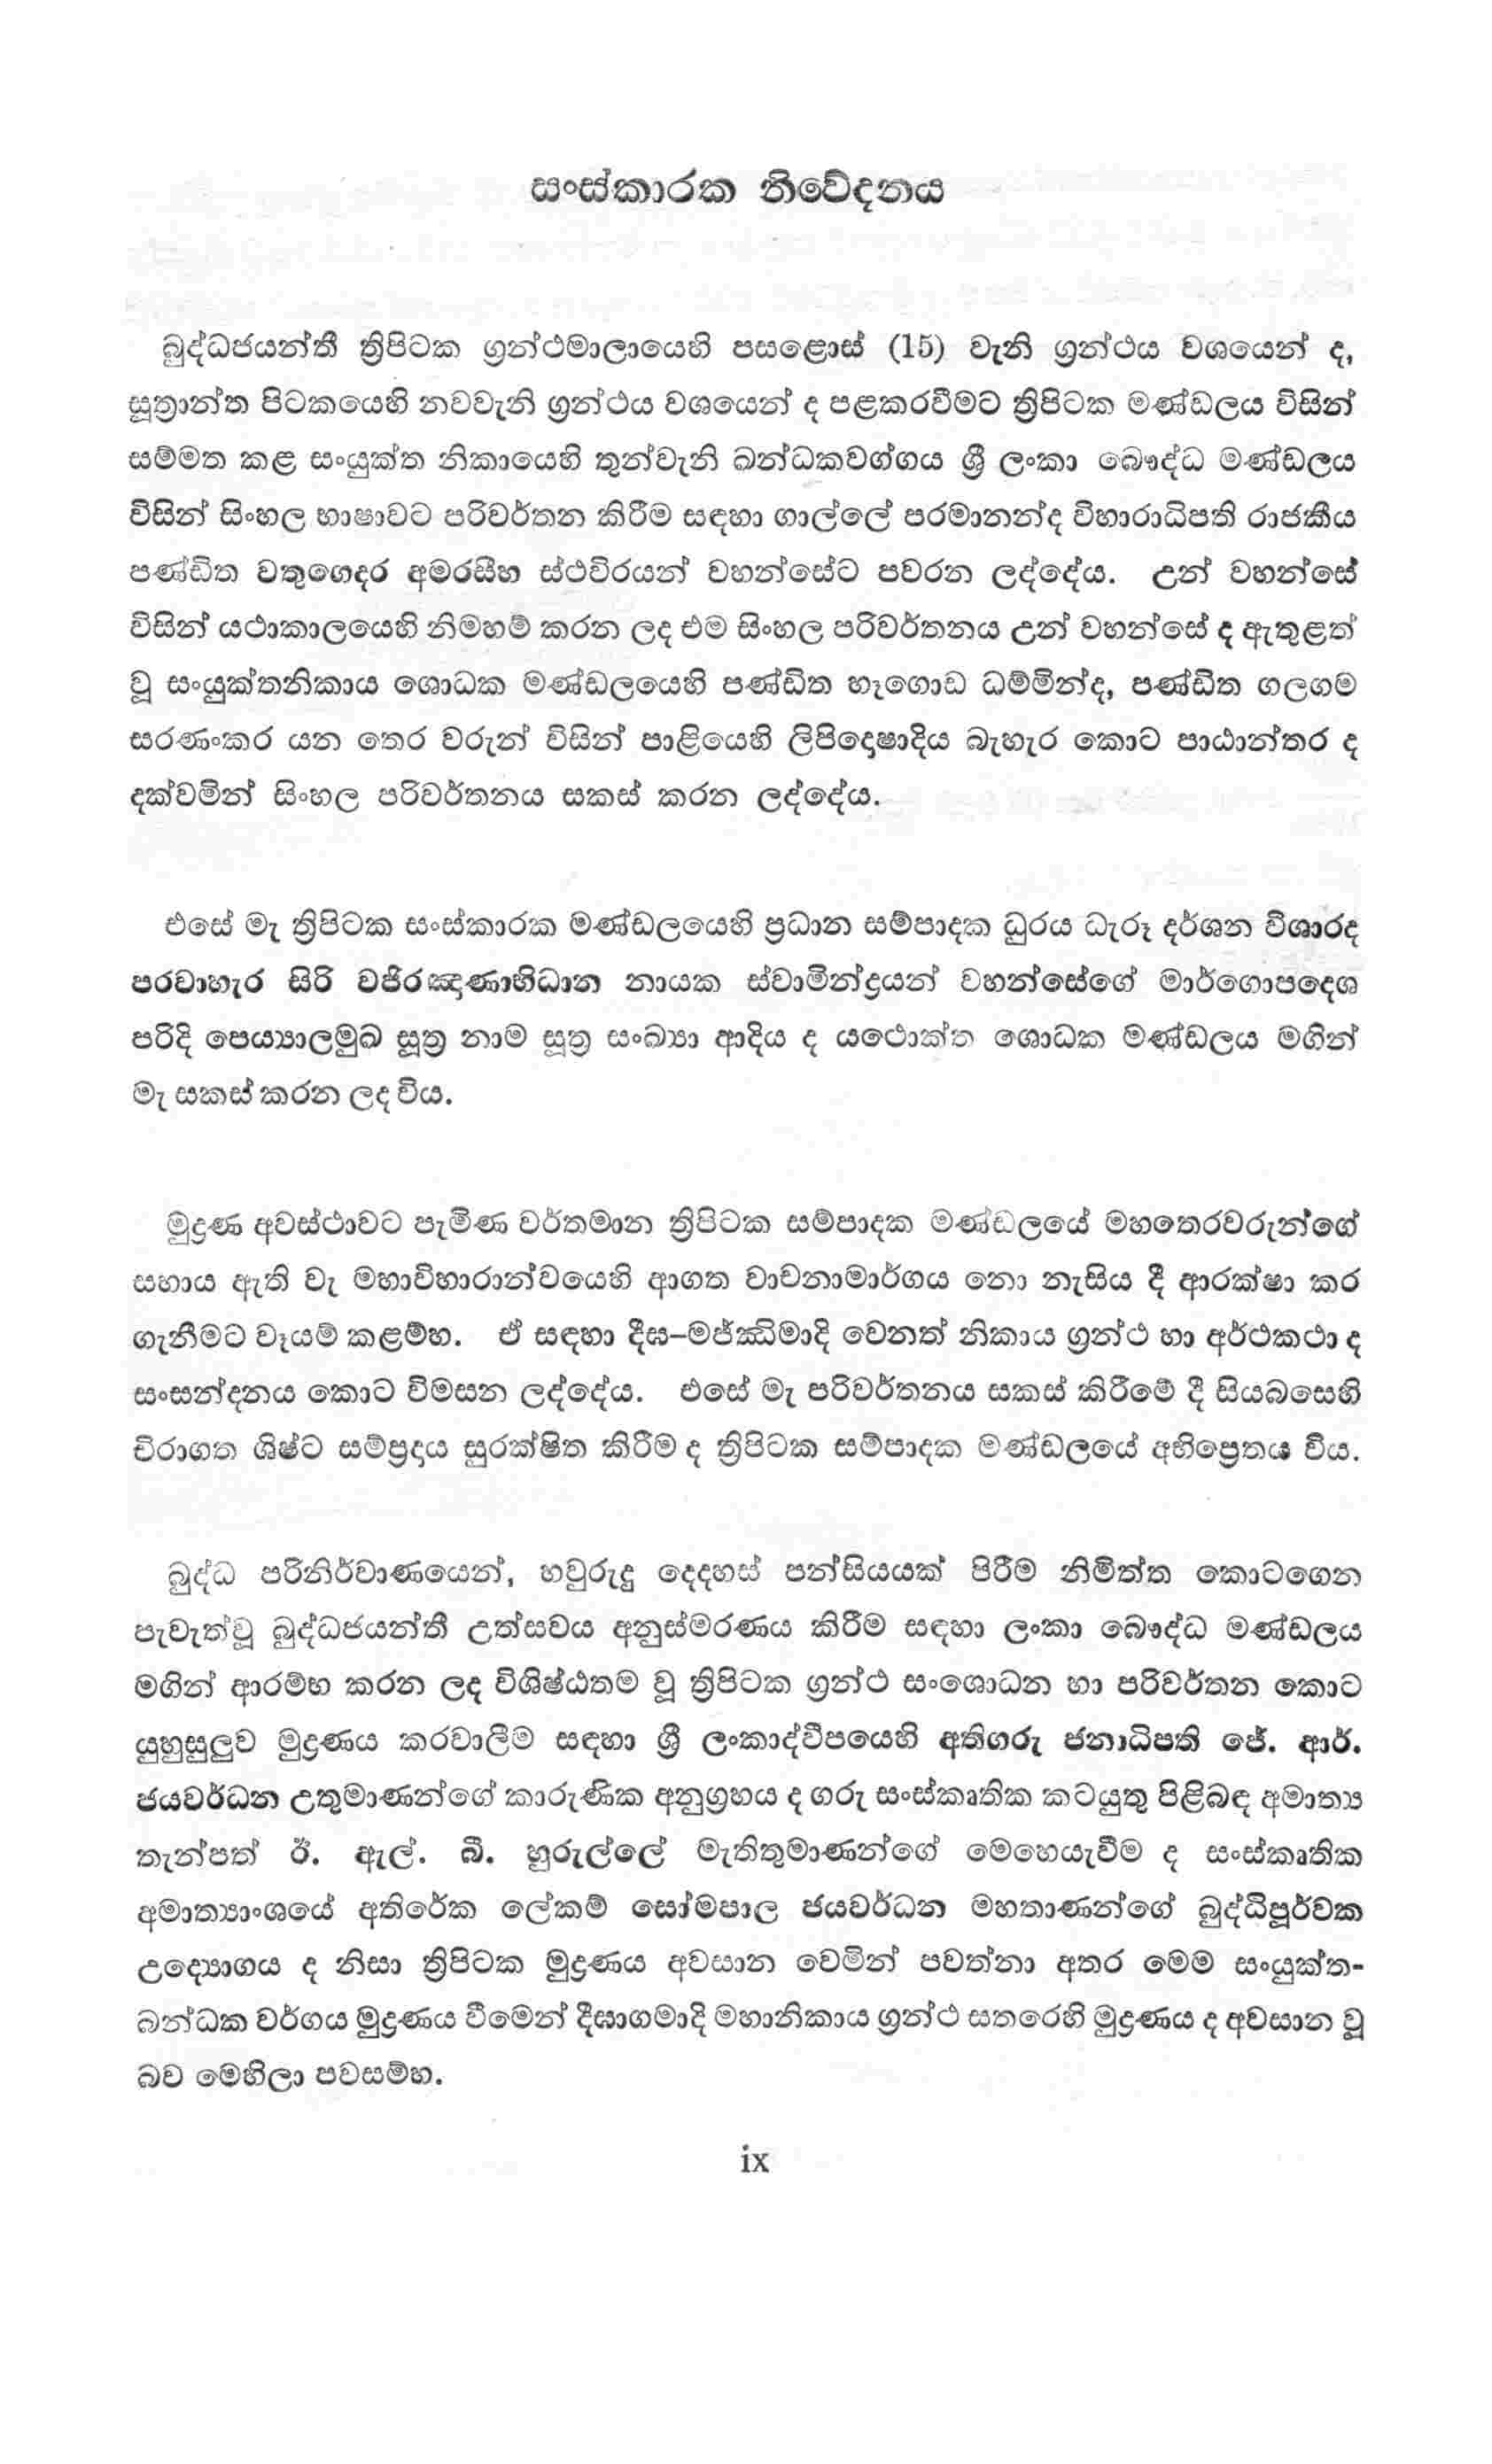 සංස්කාරක නිවේදනය
බුද්ධජයන්තී ත්‍රිපිටක ග්‍රන්ථමාලායෙහි පසළොස් (15) වැනි ග්‍රන්ථය වශයෙන් ද,
සූත්‍රාන්ත පිටකයෙහි නවවැනි ග්‍රන්ථය වශයෙන් ද පළකරවීමට ත්‍රිපිටක මණ්ඩලය විසින්
සම්මත කළ සංයුක්ත නිකායෙහි තුන්වැනි ඛන්ධකවග්ගය ශ්‍රී ලංකා බෞද්ධ මණ්ඩලය
විසින් සිංහල භාෂාවට පරිවර්තන කිරීම සඳහා ගාල්ලේ පරමානන්ද විහාරාධිපති රාජකීය
පණ්ඩිත වතුගෙදර අමරසීහ ස්ථවිරයන් වහන්සේට පවරන ලද්දේය. උන් වහන්සේ
විසින් යථාකාලයෙහි නිමහම් කරන ලද එම සිංහල පරිවර්තනය උන් වහන්සේ ද ඇතුළත්
වූ සංයුක්තනිකාය ශොධක මණ්ඩලයෙහි පණ්ඩිත හෑගොඩ ධම්මින්ද, පණ්ඩිත ගලගම
සරණංකර යන තෙර වරුන් විසින් පාළියෙහි ලිපිදොෂාදිය බැහැර කොට පාඨාන්තර ද
දක්වමින් සිංහල පරිවර්තනය සකස් කරන ලද්දේය.
එසේ මැ ත්‍රිපිටක සංස්කාරක මණ්ඩලයෙහි ප්‍රධාන සම්පාදක ධුරය ධැරූ දර්ශන විශාරද
පරවාහැර සිරි වජිරඤාණාභිධාන නායක ස්වාමින්ද්‍රයන් වහන්සේගේ මාර්ගොපදෙශ
පරිදි පෙය්‍යාලමුඛ සූත්‍ර නාම සූත්‍ර සංඛ්‍යා ආදිය ද යථොක්ත ශොධක මණ්ඩලය මගින්
මැ සකස් කරන ලද විය.
මුද්‍රණ අවස්ථාවට පැමිණ වර්තමාන ත්‍රිපිටක සම්පාදක මණ්ඩලයේ මහතෙරවරුන්ගේ
සහාය ඇති වැ මහාවිහාරාන්වයෙහි ආගත වාචනාමාර්ගය නො නැසිය දී ආරක්ෂා කර
ගැනීමට වෑයම් කළම්හ. ඒ සඳහා දීඝ–මජ්ඣිමාදි වෙනත් නිකාය ග්‍රන්ථ හා අර්ථකථා ද
සංසන්දනය කොට විමසන ලද්දේය. එසේ මැ පරිවර්තනය සකස් කිරීමේ දී සියබසෙහි
චිරාගත ශිෂ්ට සම්ප්‍රදාය සුරක්ෂිත කිරීම ද ත්‍රිපිටක සම්පාදක මණ්ඩලයේ අභිප්‍රෙතය විය.
බුද්ධ පරිනිර්වාණයෙන්, හවුරුදු දෙදහස් පන්සියයක් පිරීම නිමිත්ත කොටගෙන
පැවැත්වූ බුද්ධජයන්තී උත්සවය අනුස්මරණය කිරීම සඳහා ලංකා බෞද්ධ මණ්ඩලය
මගින් ආරම්භ කරන ලද විශිෂ්ඨතම වූ ත්‍රිපිටක ග්‍රන්ථ සංශොධන හා පරිවර්තන කොට
යුහුසුලුව මුද්‍රණය කරවාලීම සඳහා ශ්‍රී ලංකාද්වීපයෙහි අතිගරු ජනාධිපති ජේ. ආර්.
ජයවර්ධන උතුමාණන්ගේ කාරුණික අනුග්‍රහය ද ගරු සංස්කෘතික කටයුතු පිළිබඳ අමාත්‍ය
තැන්පත් ඊ. ඇල්. බී. හුරුල්ලේ මැතිතුමාණන්ගේ මෙහෙයැවීම ද සංස්කෘතික
අමාත්‍යාංශයේ අතිරේක ලේකම් සෝමපාල ජයවර්ධන මහතාණන්ගේ බුද්ධිපූර්වක
උද්‍යොගය ද නිසා ත්‍රිපිටක මුද්‍රණය අවසාන වෙමින් පවත්නා අතර මෙම සංයුක්ත-
ඛන්ධක වර්ගය මුද්‍රණය වීමෙන් දීඝාගමාදි මහානිකාය ග්‍රන්ථ සතරෙහි මුද්‍රණය ද අවසාන වූ
බව මෙහිලා පවසම්හ.
ix